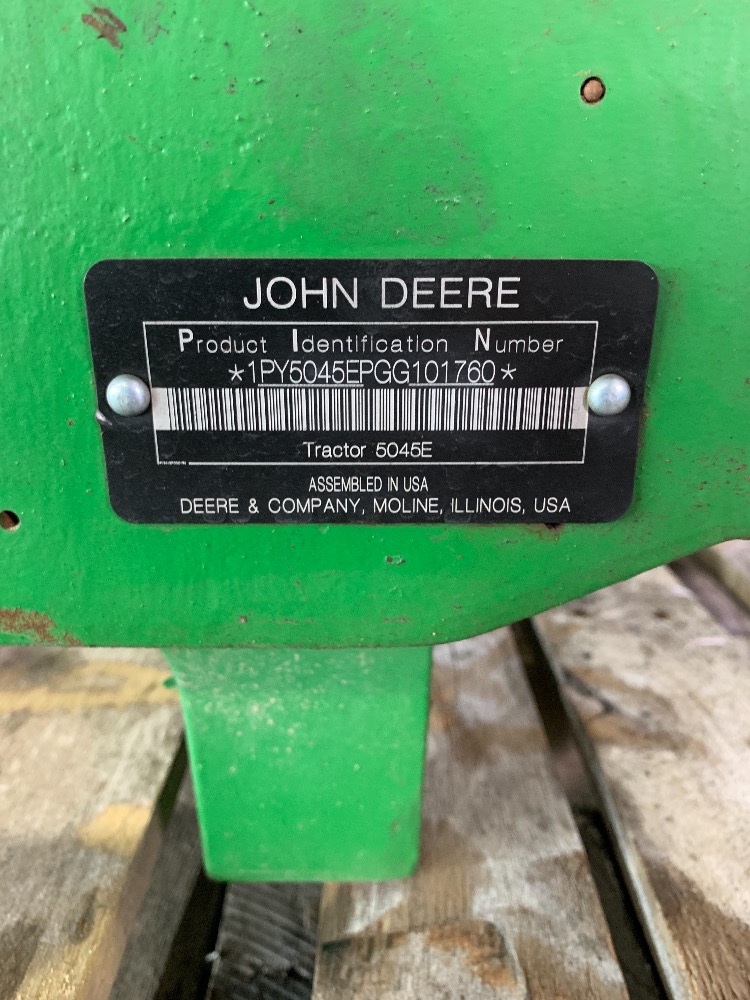 JOHN DEERE
Product Identification Number
*1PY5045EPGG101760*
Tractor 5045E
ASSEMBLED IN USA
DEERE & COMPANY, MOLINE, ILLINOIS, USA